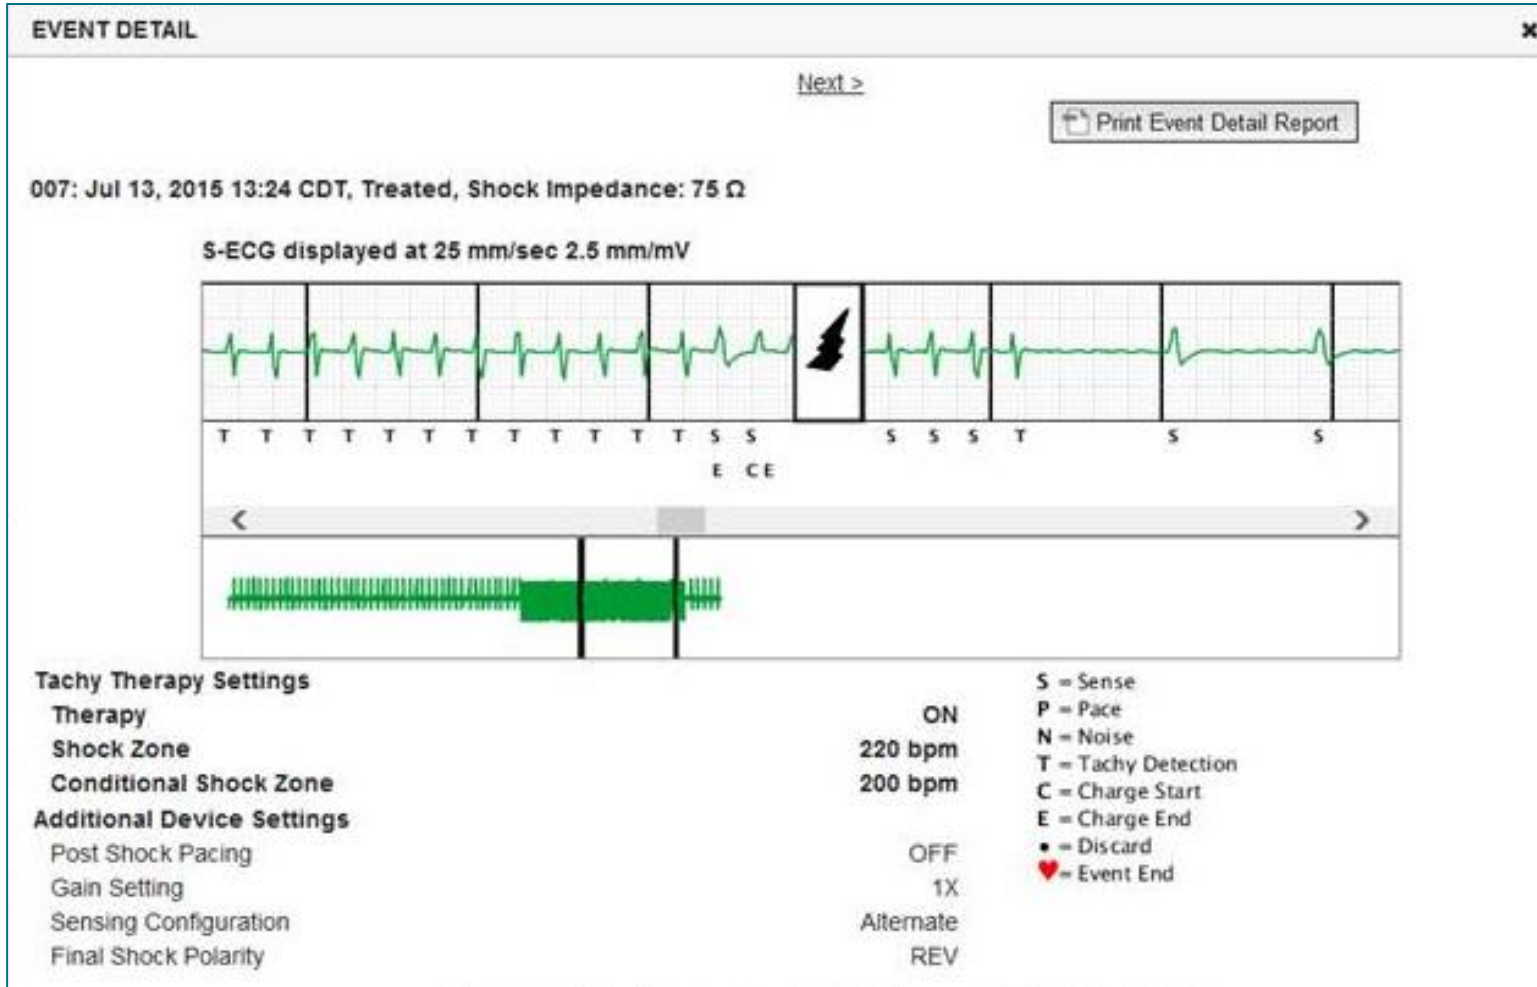 EVENT DETAIL ×
Next >
Print Event Detail Report
007: Jul 13, 2015 13:24 CDT, Treated, Shock Impedance: 75 Ω
S-ECG displayed at 25 mm/sec 2.5 mm/mV
T T T T T T T T T T T T S S S S S T S S
E C E
< >
Tachy Therapy Settings
Therapy ON
Shock Zone 220 bpm
Conditional Shock Zone 200 bpm
Additional Device Settings
Post Shock Pacing OFF
Gain Setting 1X
Sensing Configuration Alternate
Final Shock Polarity REV
S = Sense
P = Pace
N = Noise
T = Tachy Detection
C = Charge Start
E = Charge End
• = Discard
♥ = Event End